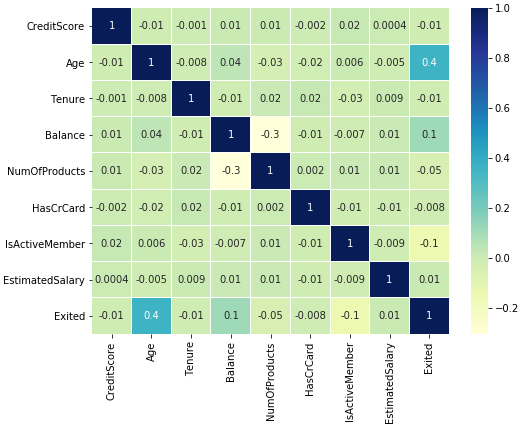 CreditScore 1 -0.01 -0.001 0.01 0.01 -0.002 0.02 0.0004 -0.01
Age -0.01 1 -0.008 0.04 -0.03 -0.02 0.006 -0.005 0.4
Tenure -0.001 -0.008 1 -0.01 0.02 0.02 -0.03 0.009 -0.01
Balance 0.01 0.04 -0.01 1 -0.3 -0.01 -0.007 0.01 0.1
NumOfProducts 0.01 -0.03 0.02 -0.3 1 0.002 0.01 0.01 -0.05
HasCrCard -0.002 -0.02 0.02 -0.01 0.002 1 -0.01 -0.01 -0.008
IsActiveMember 0.02 0.006 -0.03 -0.007 0.01 -0.01 1 -0.009 -0.1
EstimatedSalary 0.0004 -0.005 0.009 0.01 0.01 -0.01 -0.009 1 0.01
Exited -0.01 0.4 -0.01 0.1 -0.05 -0.008 -0.1 0.01 1
CreditScore
Age
Tenure
Balance
NumOfProducts
HasCrCard
IsActiveMember
EstimatedSalary
Exited
1.0
0.8
0.6
0.4
0.2
0.0
−0.2